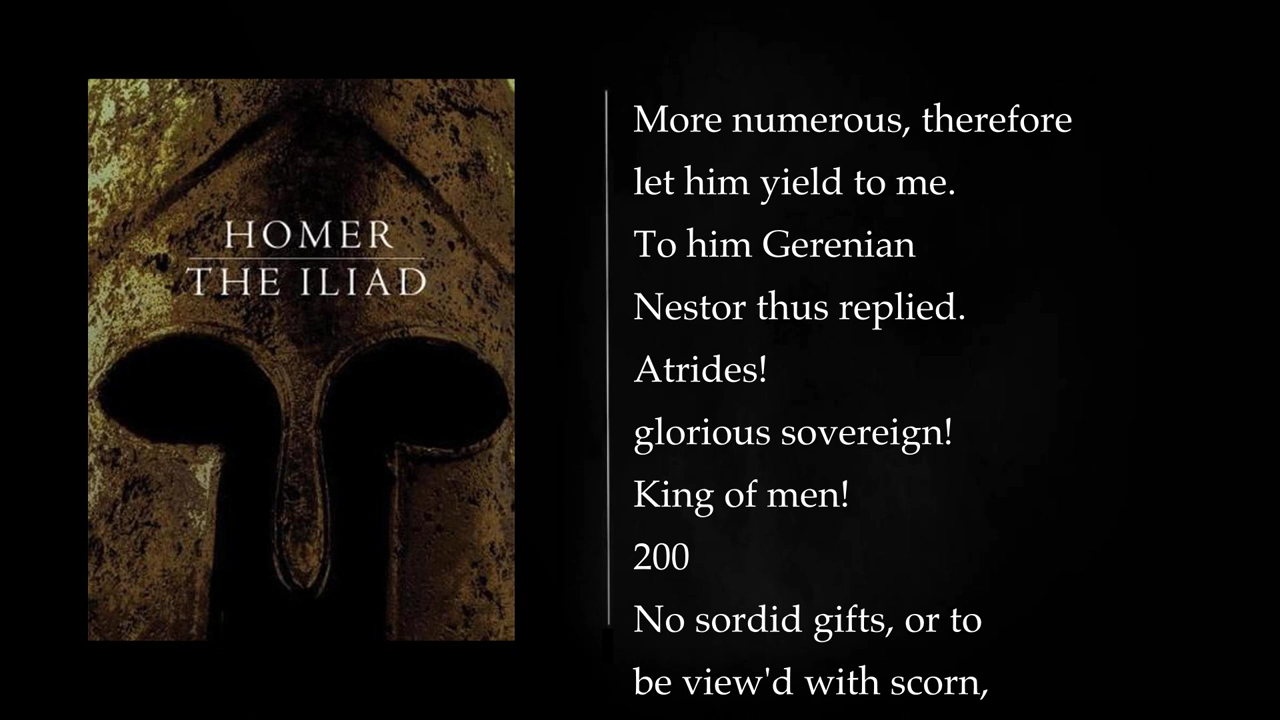 HOMER
THE ILIAD
More numerous, therefore
let him yield to me.
To him Gerenian
Nestor thus replied.
Atrides!
glorious sovereign!
King of men!
200
No sordid gifts, or to
be view'd with scorn,